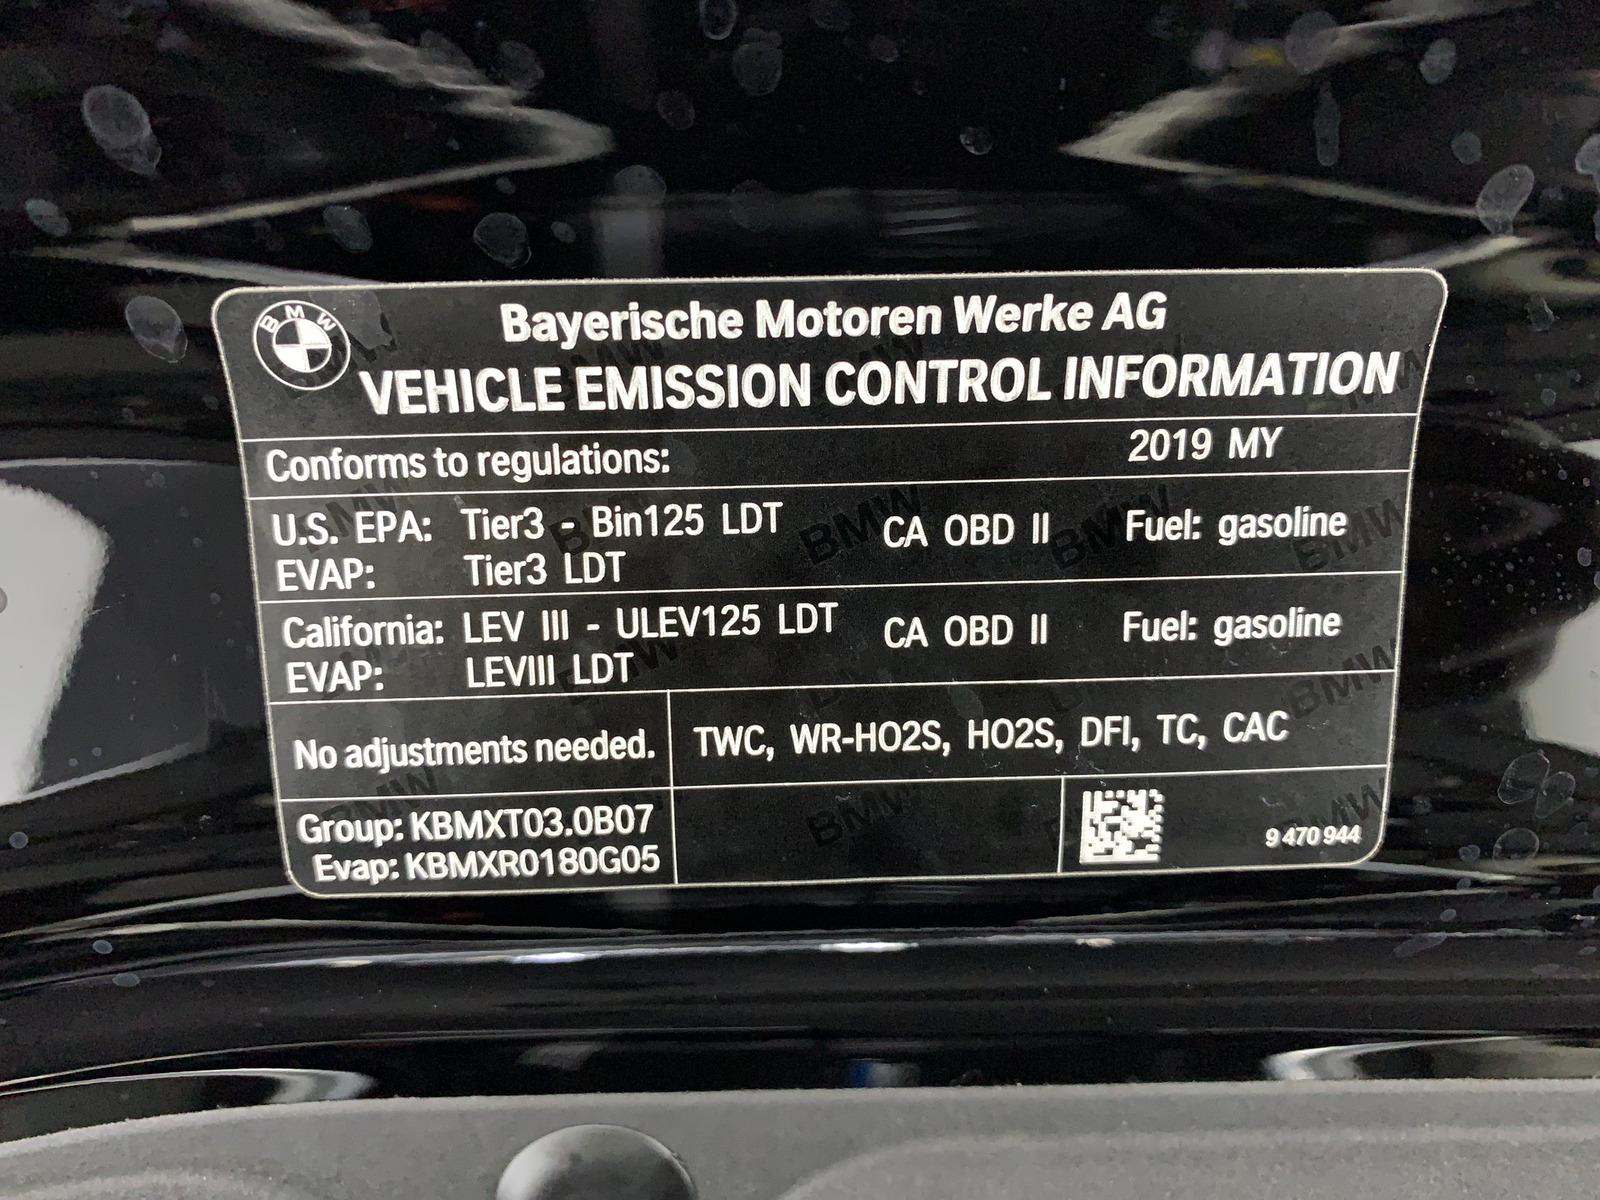 BMW
Bayerische Motoren Werke AG
VEHICLE EMISSION CONTROL INFORMATION
Conforms to regulations: 2019 MY
U.S. EPA: Tier3 - Bin125 LDT CA OBD II Fuel: gasoline
EVAP: Tier3 LDT
California: LEV III - ULEV125 LDT CA OBD II Fuel: gasoline
EVAP: LEVIII LDT
No adjustments needed. TWC, WR-HO2S, HO2S, DFI, TC, CAC
Group: KBMXT03.0B07
Evap: KBMXR0180G05
9 470 944